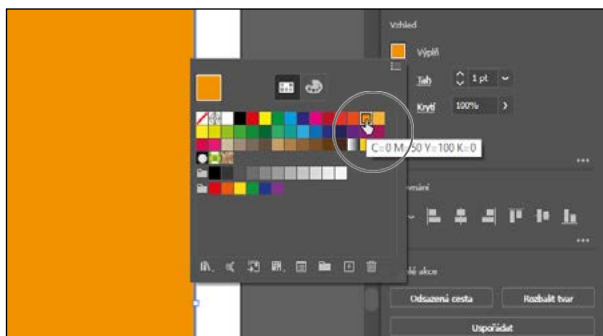 Vzhled
Výplň
Tah
1 pt
Krytí
100%
C=0 M=50 Y=100 K=0
Odsazená cesta
Rozbalit tvar
Uspořádat